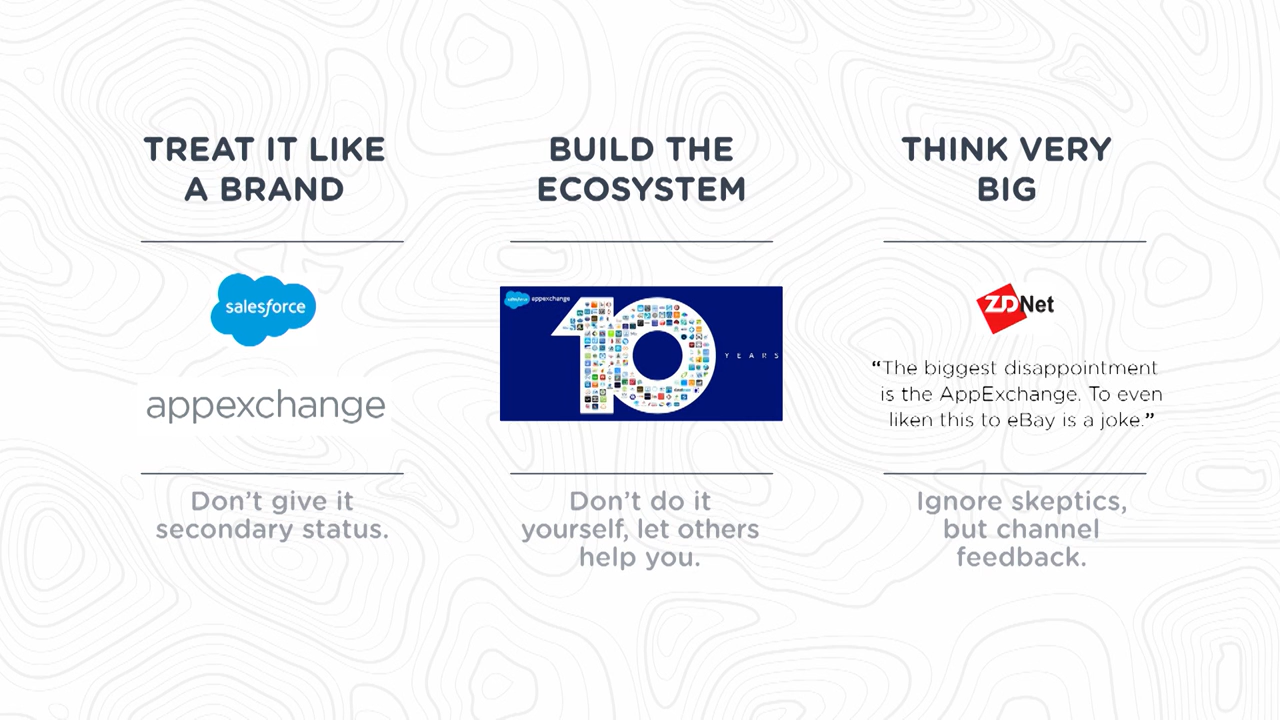 TREAT IT LIKE
A BRAND
salesforce
appexchange
Don't give it
secondary status.
BUILD THE
ECOSYSTEM
salesforce appexchange
10
YEARS
Don't do it
yourself, let others
help you.
THINK VERY
BIG
ZDNet
“The biggest disappointment
is the AppExchange. To even
liken this to eBay is a joke.”
Ignore skeptics,
but channel
feedback.